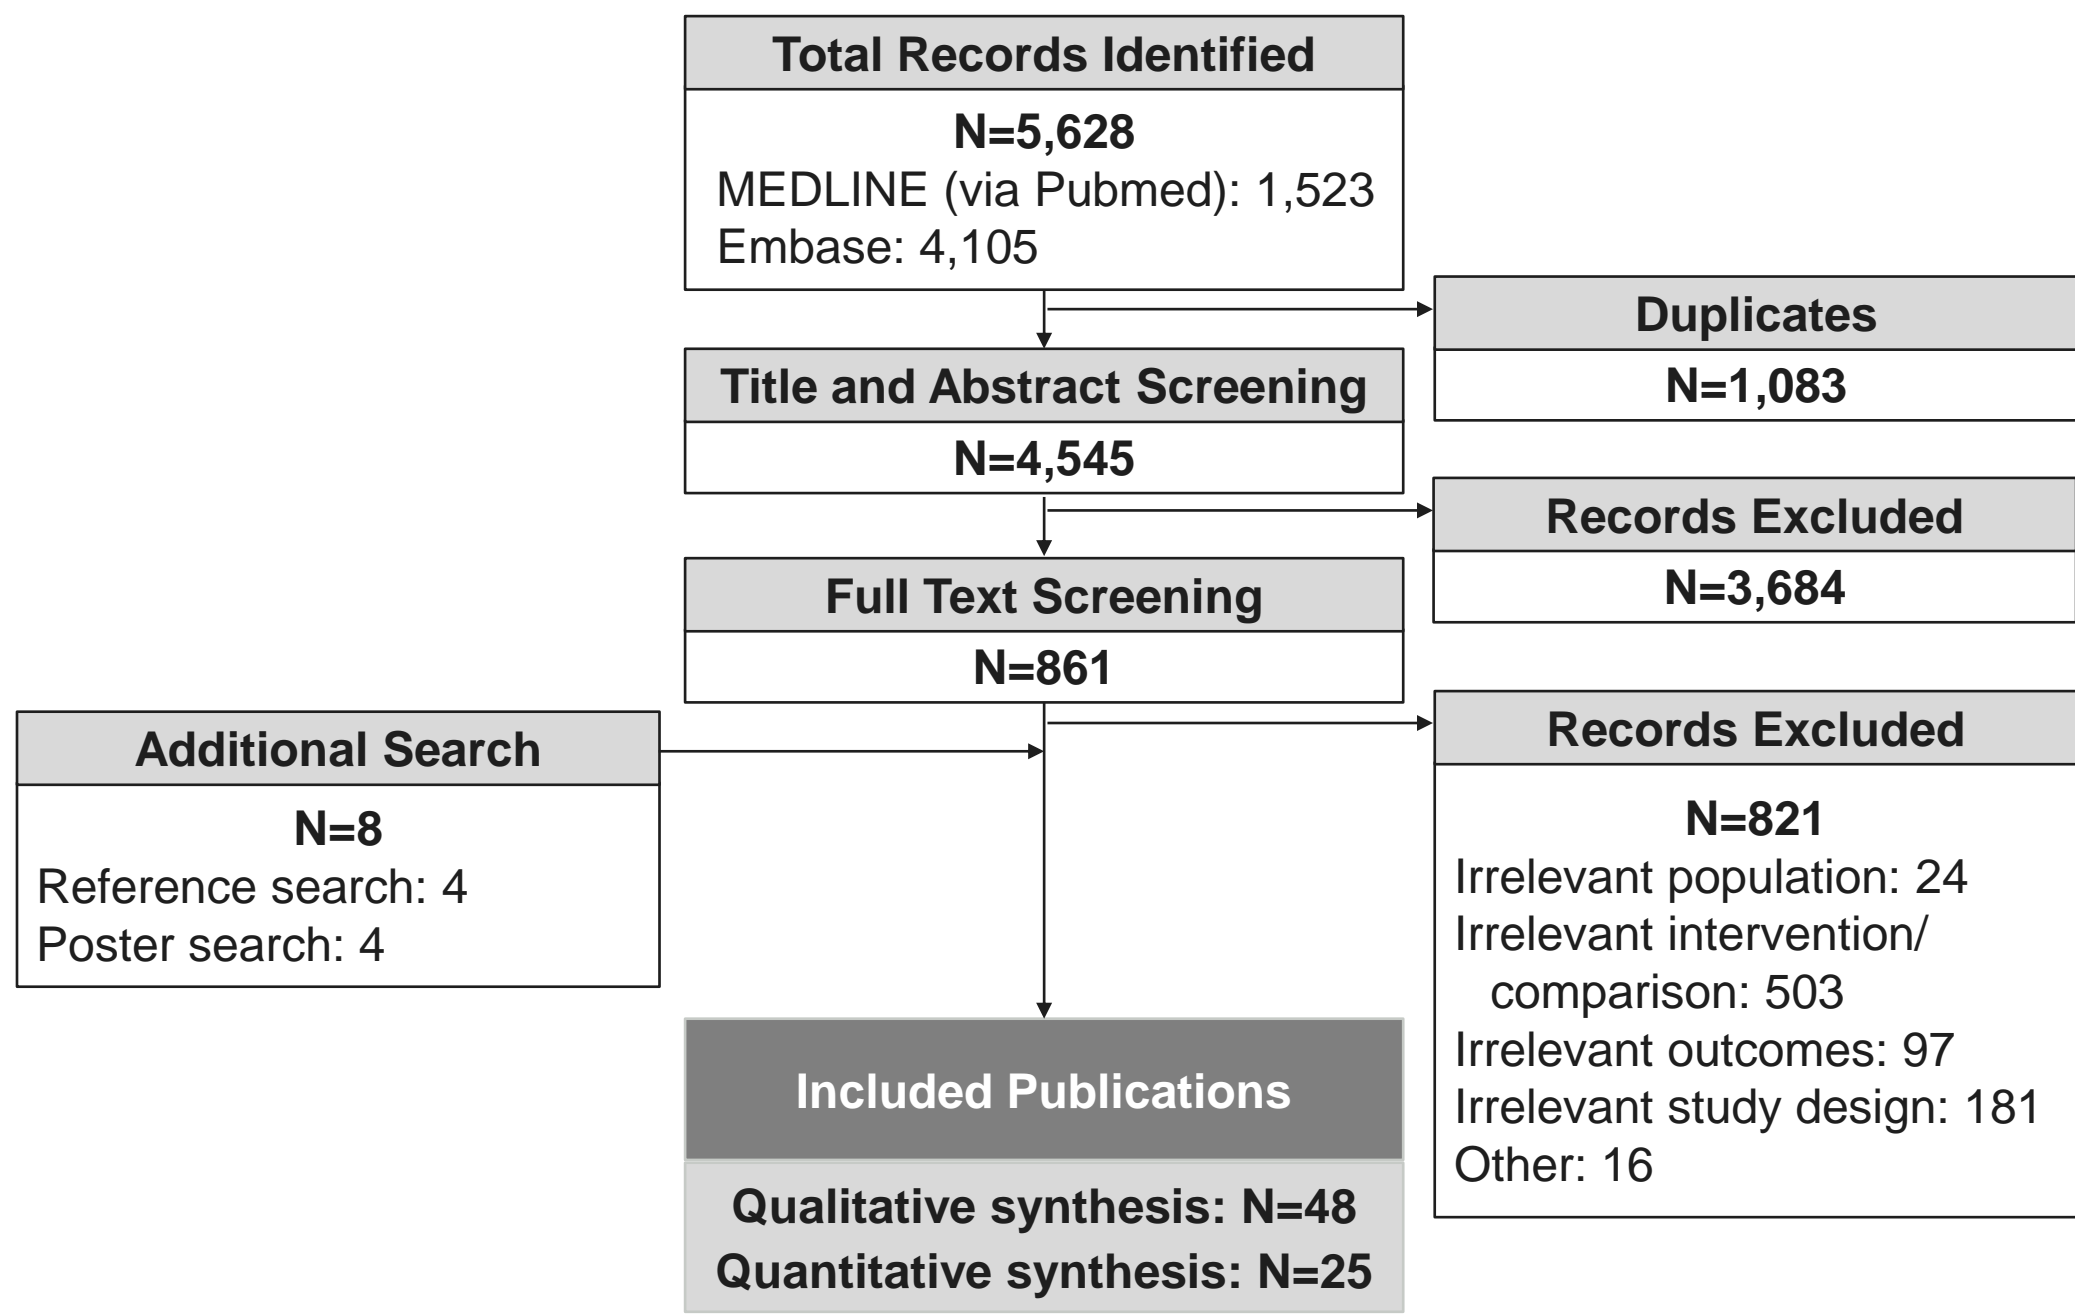 Total Records Identified
N=5,628
MEDLINE (via Pubmed): 1,523
Embase: 4,105
Duplicates
N=1,083
Title and Abstract Screening
N=4,545
Records Excluded
N=3,684
Full Text Screening
N=861
Additional Search
N=8
Reference search: 4
Poster search: 4
Records Excluded
N=821
Irrelevant population: 24
Irrelevant intervention/
comparison: 503
Irrelevant outcomes: 97
Irrelevant study design: 181
Other: 16
Included Publications
Qualitative synthesis: N=48
Quantitative synthesis: N=25